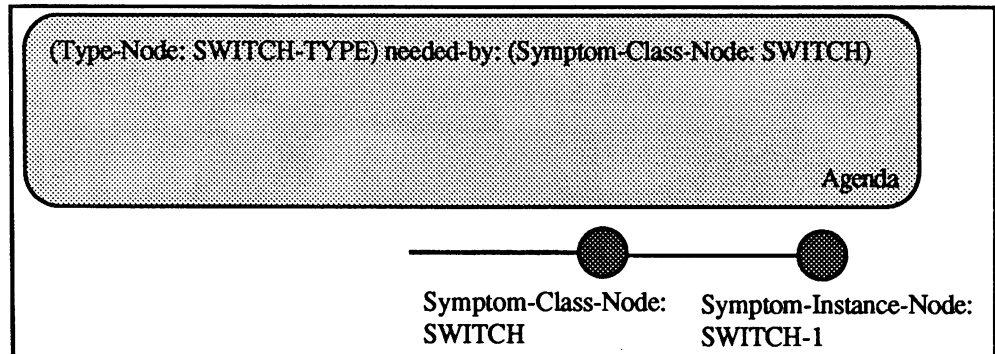 (Type-Node: SWITCH-TYPE) needed-by: (Symptom-Class-Node: SWITCH)
Agenda
Symptom-Class-Node:
SWITCH
Symptom-Instance-Node:
SWITCH-1